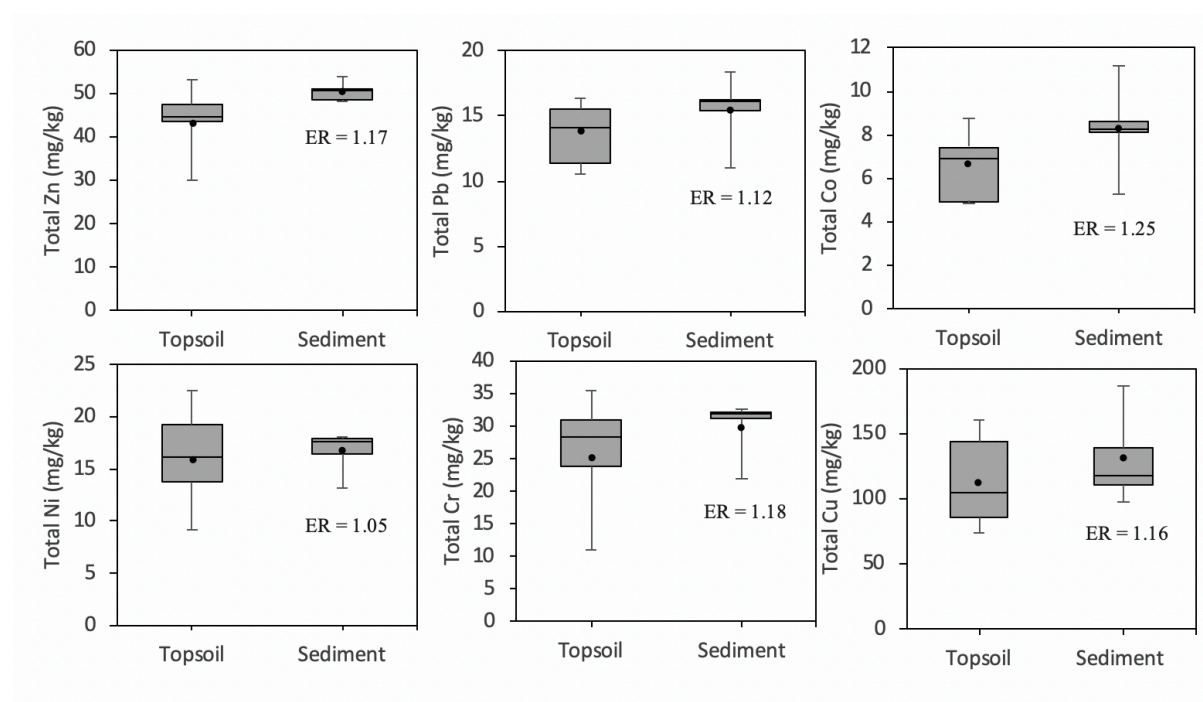 Total Zn (mg/kg)
60
50
40
30
20
10
0
ER = 1.17
Topsoil
Sediment
Total Pb (mg/kg)
20
15
10
5
0
ER = 1.12
Topsoil
Sediment
Total Co (mg/kg)
12
10
8
6
4
2
0
ER = 1.25
Topsoil
Sediment
Total Ni (mg/kg)
25
20
15
10
5
0
ER = 1.05
Topsoil
Sediment
Total Cr (mg/kg)
40
35
30
25
20
15
10
5
0
ER = 1.18
Topsoil
Sediment
Total Cu (mg/kg)
200
150
100
50
0
ER = 1.16
Topsoil
Sediment